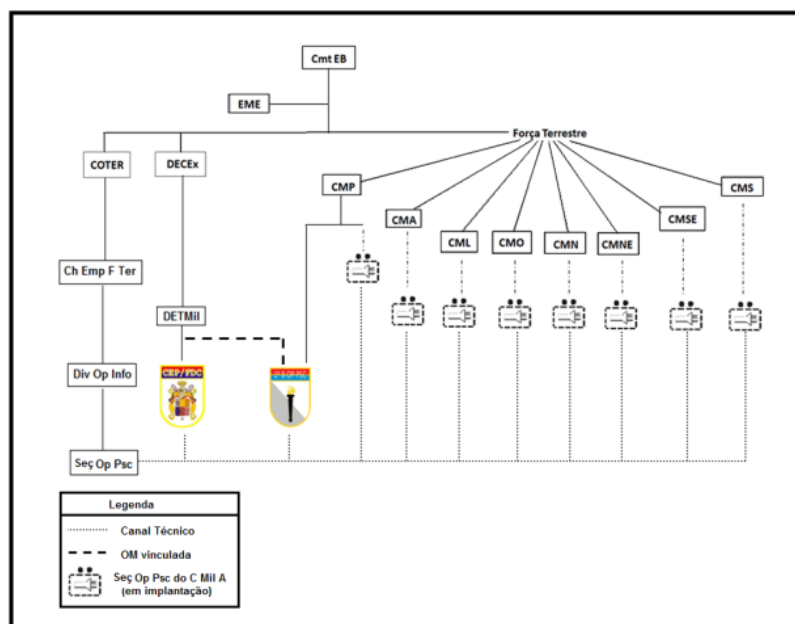 Cmt EB
EME
Força Terrestre
COTER
DECEx
CMP
CMS
CMA
CMSE
CML
CMO
CMN
CMNE
Ch Emp F Ter
DETMil
Div Op Info
CEP/FDC
Seç Op Psc
Legenda
Canal Técnico
OM vinculada
Seç Op Psc do C Mil A
(em implantação)